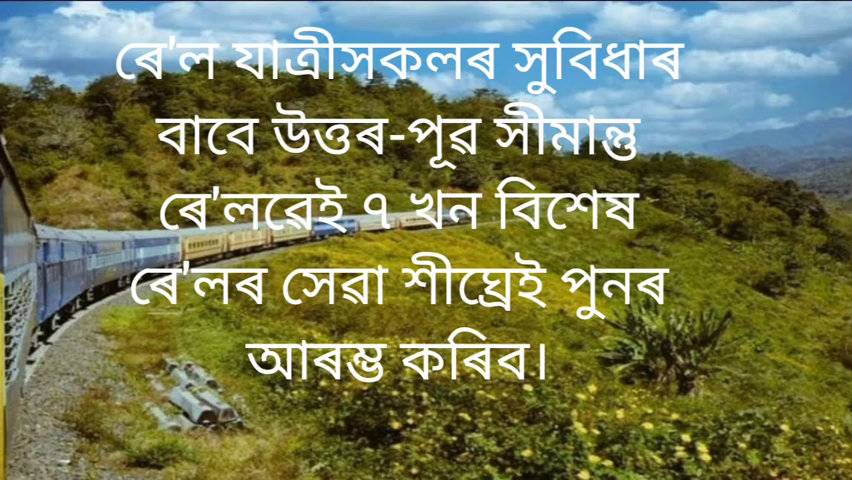 ৰে'ল যাত্ৰীসকলৰ সুবিধাৰ
বাবে উত্তৰ-পূৱ সীমান্তু
ৰে'লৱেই ৭ খন বিশেষ
ৰে'লৰ সেৱা শীঘ্ৰেই পুনৰ
আৰম্ভ কৰিব।